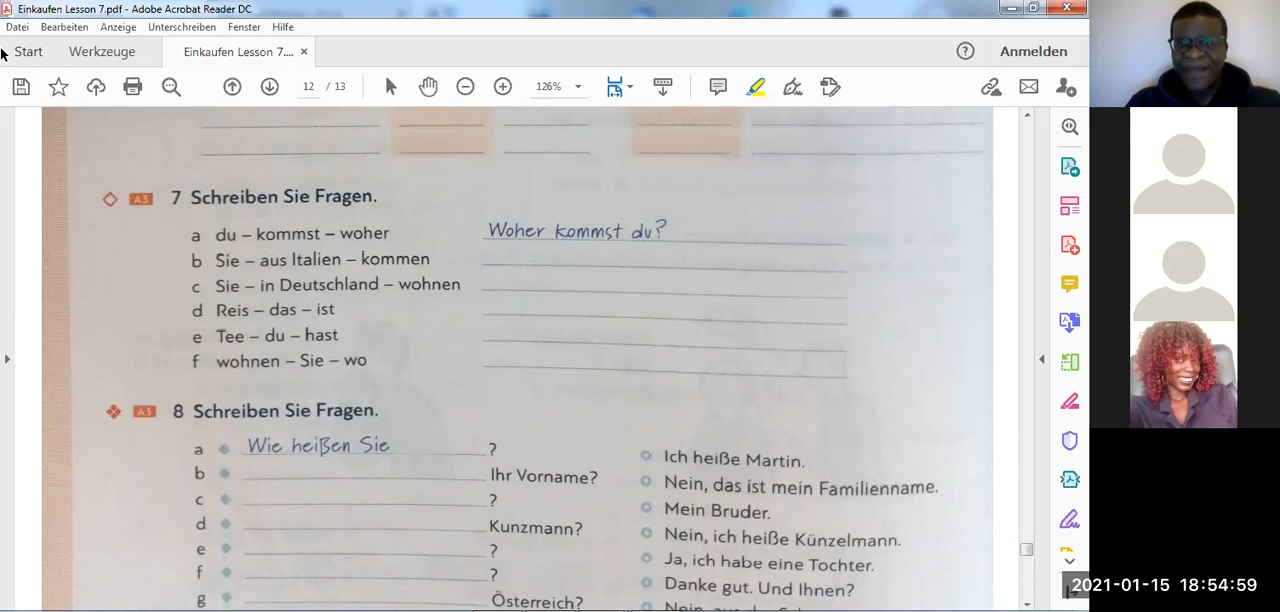 Einkaufen Lesson 7.pdf - Adobe Acrobat Reader DC
Datei Bearbeiten Anzeige Unterschreiben Fenster Hilfe
Start Werkzeuge Einkaufen Lesson 7.... × ? Anmelden
12 / 13 126%
A3 7 Schreiben Sie Fragen.
a du – kommst – woher Woher kommst du?
b Sie – aus Italien – kommen
c Sie – in Deutschland – wohnen
d Reis – das – ist
e Tee – du – hast
f wohnen – Sie – wo
A3 8 Schreiben Sie Fragen.
a Wie heißen Sie ? Ich heiße Martin.
b Ihr Vorname? Nein, das ist mein Familienname.
c ? Mein Bruder.
d Kunzmann? Nein, ich heiße Künzelmann.
e ? Ja, ich habe eine Tochter.
f ? Danke gut. Und Ihnen?
g Österreich?
2021-01-15 18:54:59